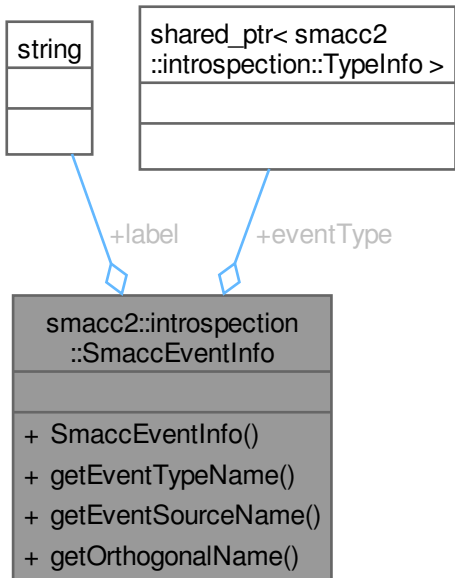 string
shared_ptr< smacc2
::introspection::TypeInfo >
+label
+eventType
smacc2::introspection
::SmaccEventInfo
+ SmaccEventInfo()
+ getEventTypeName()
+ getEventSourceName()
+ getOrthogonalName()